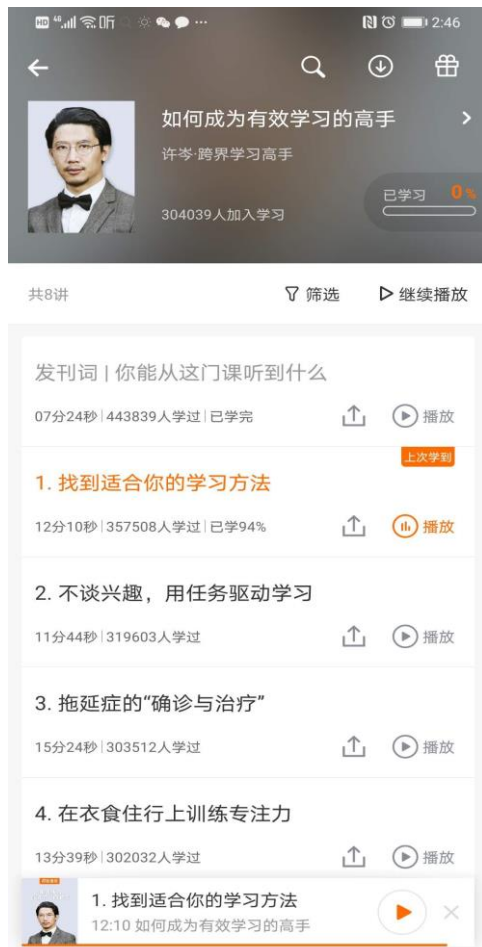 HD 46 听 2:46
如何成为有效学习的高手
许岑·跨界学习高手
已学习 0%
304039人加入学习
共8讲 筛选 继续播放
发刊词 | 你能从这门课听到什么
07分24秒 | 443839人学过 | 已学完 播放
上次学到
1. 找到适合你的学习方法
12分10秒 | 357508人学过 | 已学94% 播放
2. 不谈兴趣，用任务驱动学习
11分44秒 | 319603人学过 播放
3. 拖延症的“确诊与治疗”
15分24秒 | 303512人学过 播放
4. 在衣食住行上训练专注力
13分39秒 | 302032人学过 播放
1. 找到适合你的学习方法
12:10 如何成为有效学习的高手